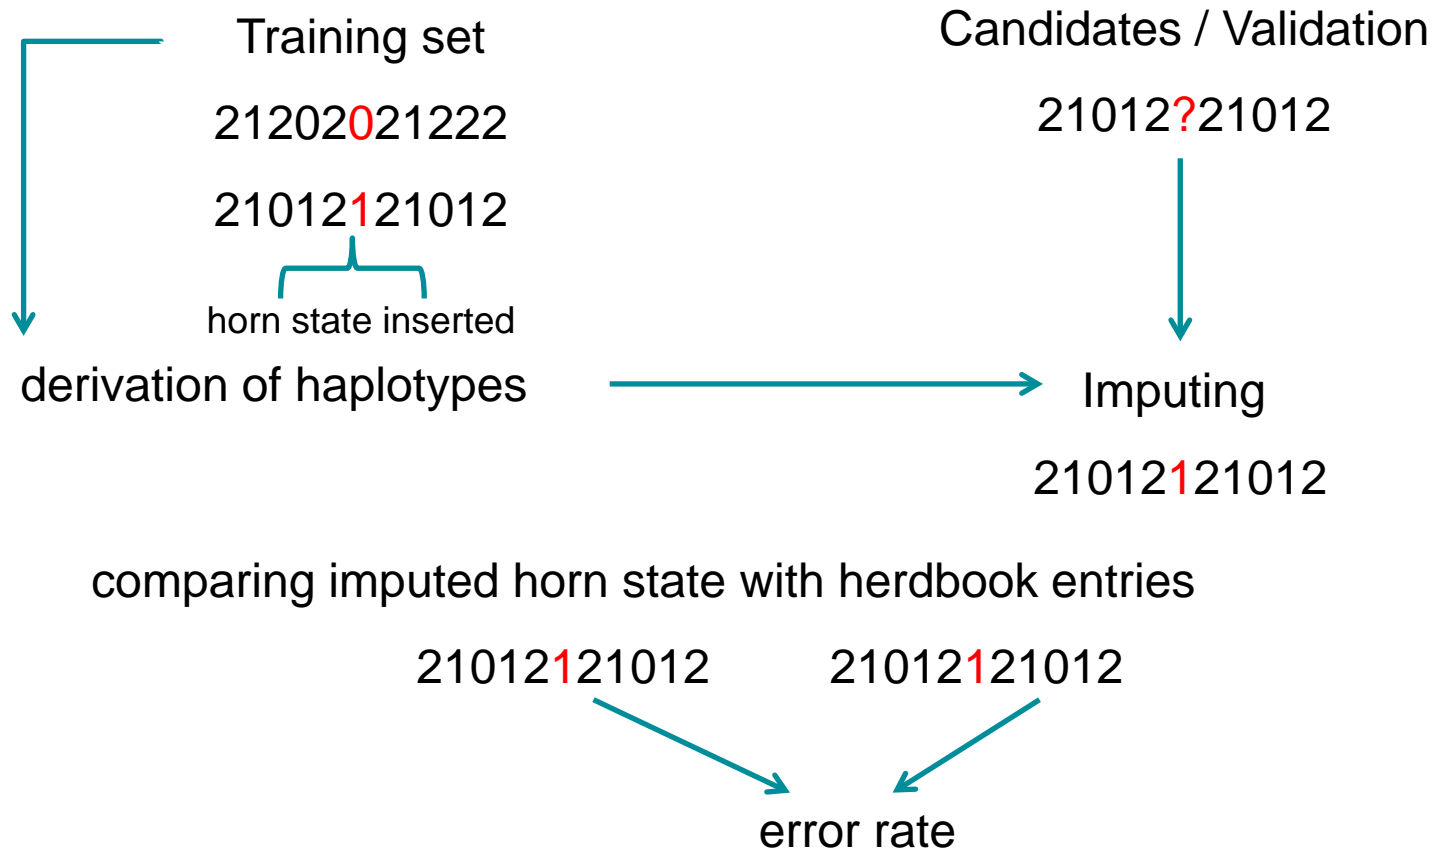 Training set
21202021222
21012121012
horn state inserted
derivation of haplotypes
Candidates / Validation
21012?21012
Imputing
21012121012
comparing imputed horn state with herdbook entries
21012121012 21012121012
error rate